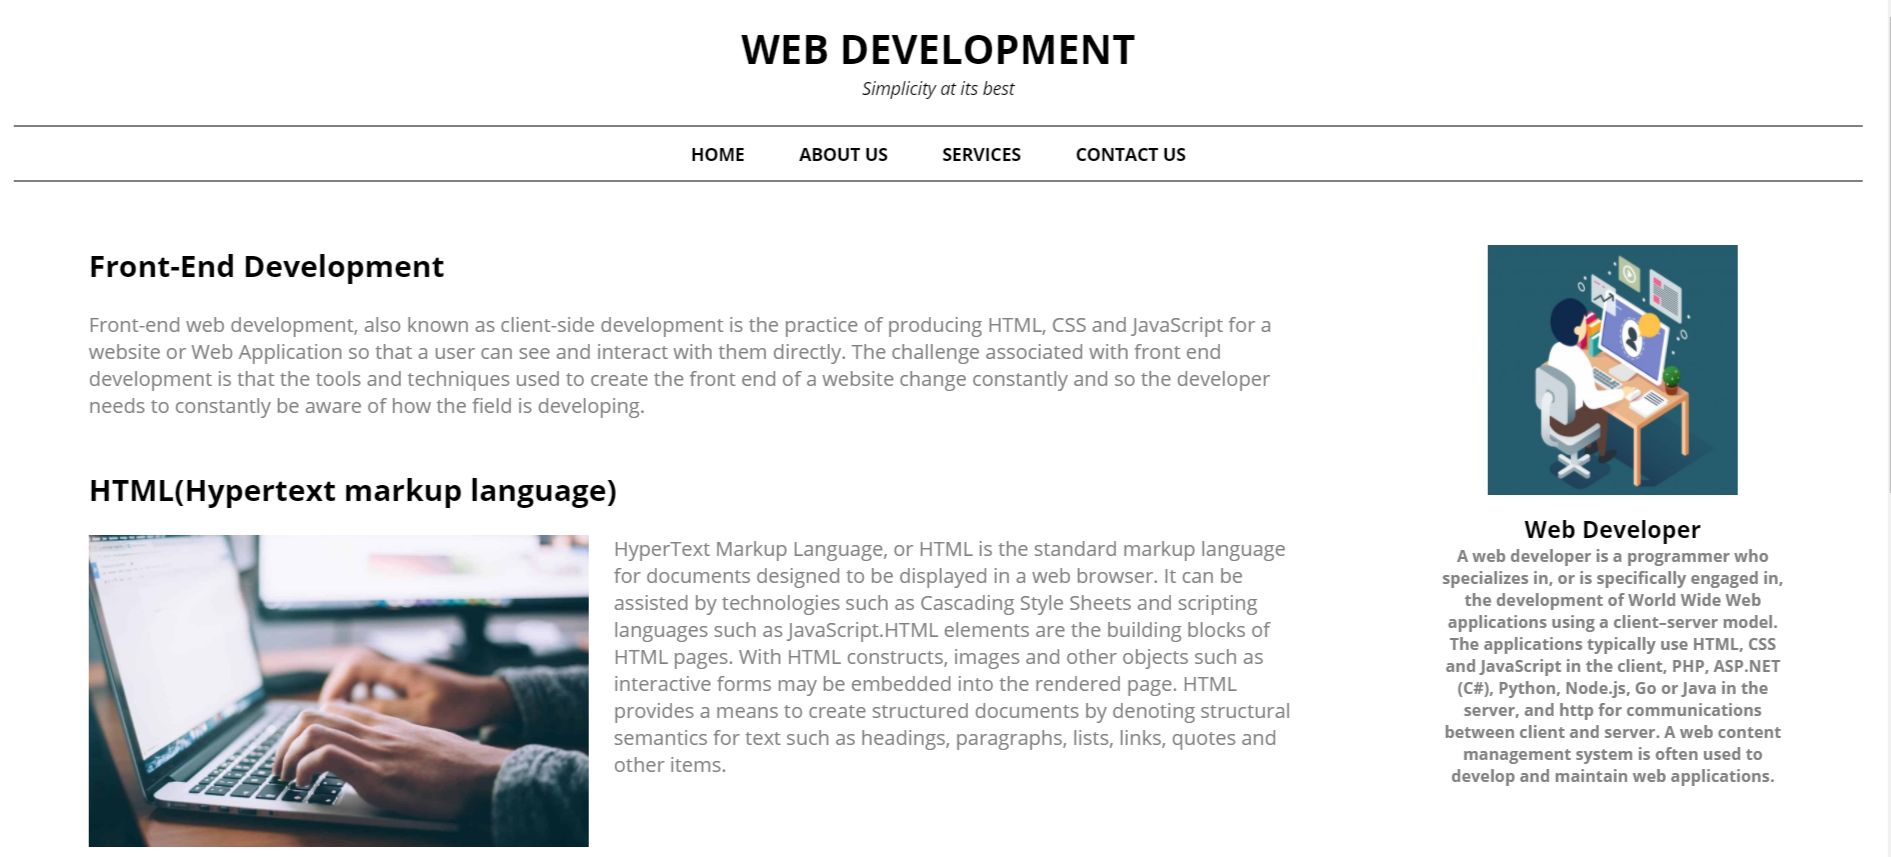 WEB DEVELOPMENT
Simplicity at its best
HOME ABOUT US SERVICES CONTACT US
Front-End Development
Front-end web development, also known as client-side development is the practice of producing HTML, CSS and JavaScript for a
website or Web Application so that a user can see and interact with them directly. The challenge associated with front end
development is that the tools and techniques used to create the front end of a website change constantly and so the developer
needs to constantly be aware of how the field is developing.
HTML(Hypertext markup language)
HyperText Markup Language, or HTML is the standard markup language
for documents designed to be displayed in a web browser. It can be
assisted by technologies such as Cascading Style Sheets and scripting
languages such as JavaScript.HTML elements are the building blocks of
HTML pages. With HTML constructs, images and other objects such as
interactive forms may be embedded into the rendered page. HTML
provides a means to create structured documents by denoting structural
semantics for text such as headings, paragraphs, lists, links, quotes and
other items.
Web Developer
A web developer is a programmer who
specializes in, or is specifically engaged in,
the development of World Wide Web
applications using a client–server model.
The applications typically use HTML, CSS
and JavaScript in the client, PHP, ASP.NET
(C#), Python, Node.js, Go or Java in the
server, and http for communications
between client and server. A web content
management system is often used to
develop and maintain web applications.